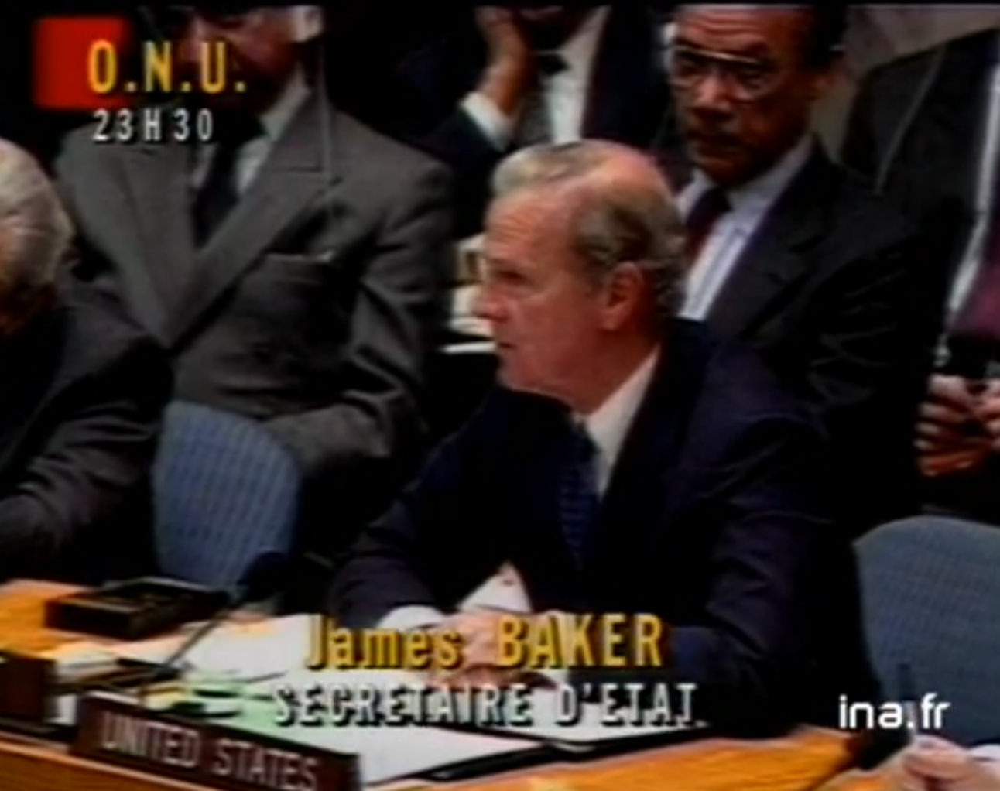 O.N.U.
23H30
James BAKER
SECRETAIRE D'ETAT
ina.fr
UNITED STATES